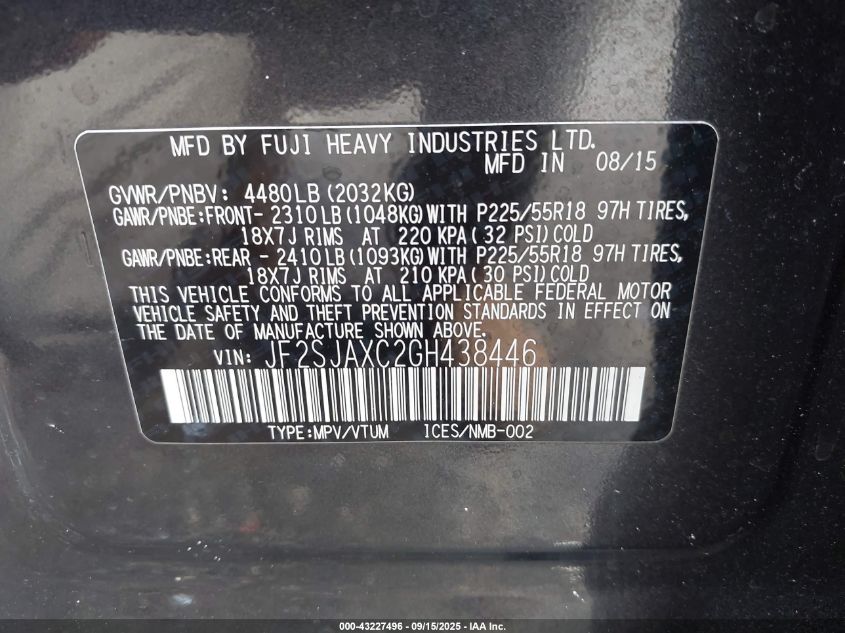 MFD BY FUJI HEAVY INDUSTRIES LTD.
MFD IN 08/15
GVWR/PNBV: 4480LB (2032KG)
GAWR/PNBE:FRONT- 2310 LB (1048KG) WITH P225/55R18 97H TIRES,
18X7J RIMS AT 220 KPA ( 32 PSI) COLD
GAWR/PNBE:REAR - 2410 LB (1093KG) WITH P225/55R18 97H TIRES,
18X7J RIMS AT 210 KPA ( 30 PSI) COLD
THIS VEHICLE CONFORMS TO ALL APPLICABLE FEDERAL MOTOR
VEHICLE SAFETY AND THEFT PREVENTION STANDARDS IN EFFECT ON
THE DATE OF MANUFACTURE SHOWN ABOVE.
VIN: JF2SJAXC2GH438446
TYPE:MPV/VTUM ICES/NMB-002
000-43227496 - 09/15/2025 - IAA Inc.